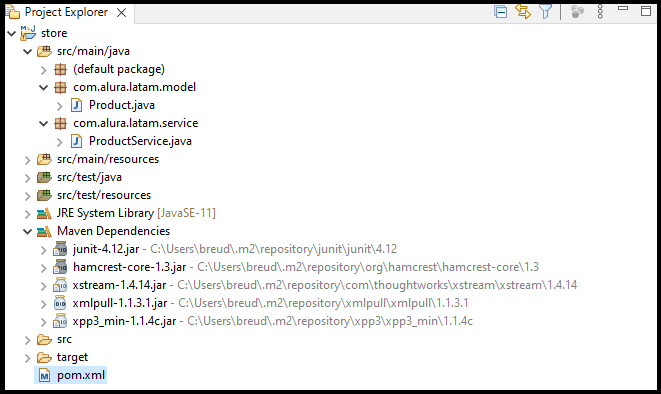 Project Explorer
store
src/main/java
(default package)
com.alura.latam.model
Product.java
com.alura.latam.service
ProductService.java
src/main/resources
src/test/java
src/test/resources
JRE System Library [JavaSE-11]
Maven Dependencies
junit-4.12.jar - C:\Users\breud\.m2\repository\junit\junit\4.12
hamcrest-core-1.3.jar - C:\Users\breud\.m2\repository\org\hamcrest\hamcrest-core\1.3
xstream-1.4.14.jar - C:\Users\breud\.m2\repository\com\thoughtworks\xstream\xstream\1.4.14
xmlpull-1.1.3.1.jar - C:\Users\breud\.m2\repository\xmlpull\xmlpull\1.1.3.1
xpp3_min-1.1.4c.jar - C:\Users\breud\.m2\repository\xpp3\xpp3_min\1.1.4c
src
target
pom.xml